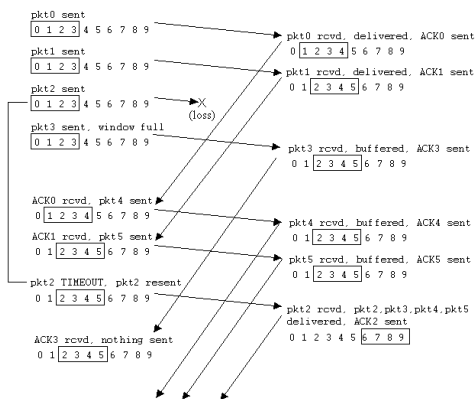 pkt0 sent
0 1 2 3 4 5 6 7 8 9
pkt1 sent
0 1 2 3 4 5 6 7 8 9
pkt2 sent
0 1 2 3 4 5 6 7 8 9
X
(loss)
pkt3 sent, window full
0 1 2 3 4 5 6 7 8 9
ACK0 rcvd, pkt4 sent
0 1 2 3 4 5 6 7 8 9
ACK1 rcvd, pkt5 sent
0 1 2 3 4 5 6 7 8 9
pkt2 TIMEOUT, pkt2 resent
0 1 2 3 4 5 6 7 8 9
ACK3 rcvd, nothing sent
0 1 2 3 4 5 6 7 8 9
pkt0 rcvd, delivered, ACK0 sent
0 1 2 3 4 5 6 7 8 9
pkt1 rcvd, delivered, ACK1 sent
0 1 2 3 4 5 6 7 8 9
pkt3 rcvd, buffered, ACK3 sent
0 1 2 3 4 5 6 7 8 9
pkt4 rcvd, buffered, ACK4 sent
0 1 2 3 4 5 6 7 8 9
pkt5 rcvd, buffered, ACK5 sent
0 1 2 3 4 5 6 7 8 9
pkt2 rcvd, pkt2,pkt3,pkt4,pkt5
delivered, ACK2 sent
0 1 2 3 4 5 6 7 8 9